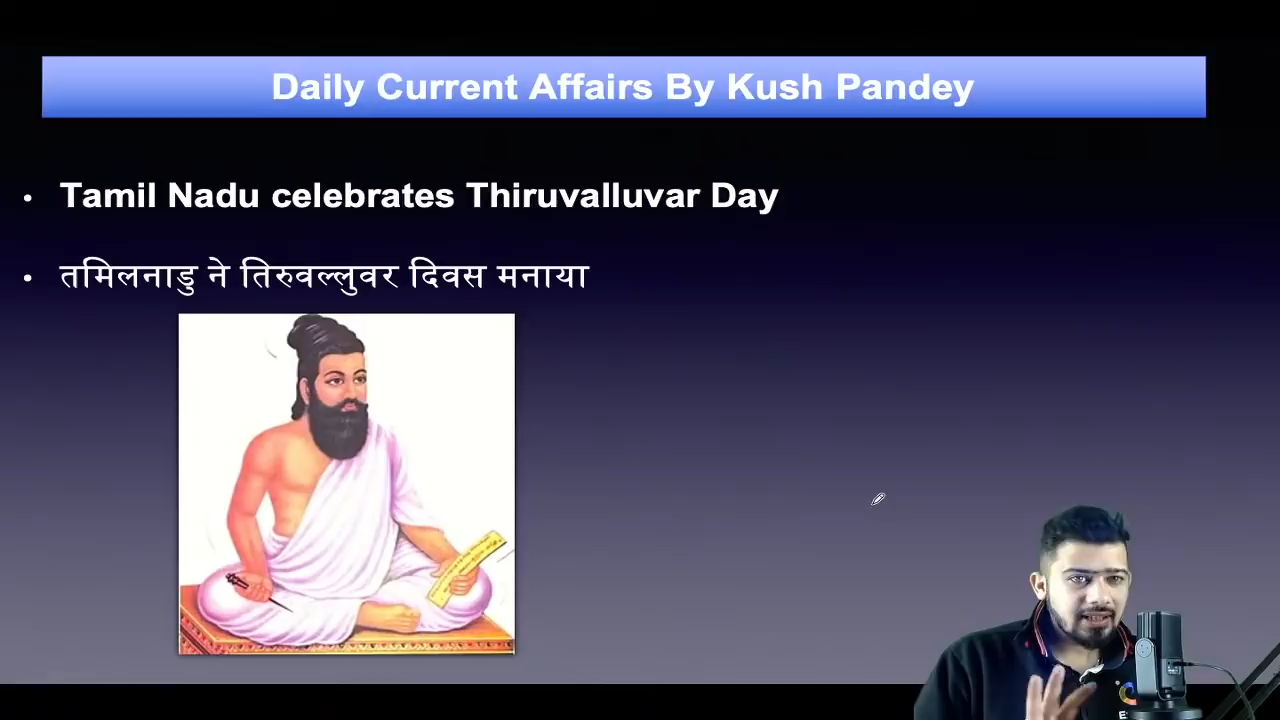 Daily Current Affairs By Kush Pandey
Tamil Nadu celebrates Thiruvalluvar Day
तमिलनाडु ने तिरुवल्लुवर दिवस मनाया